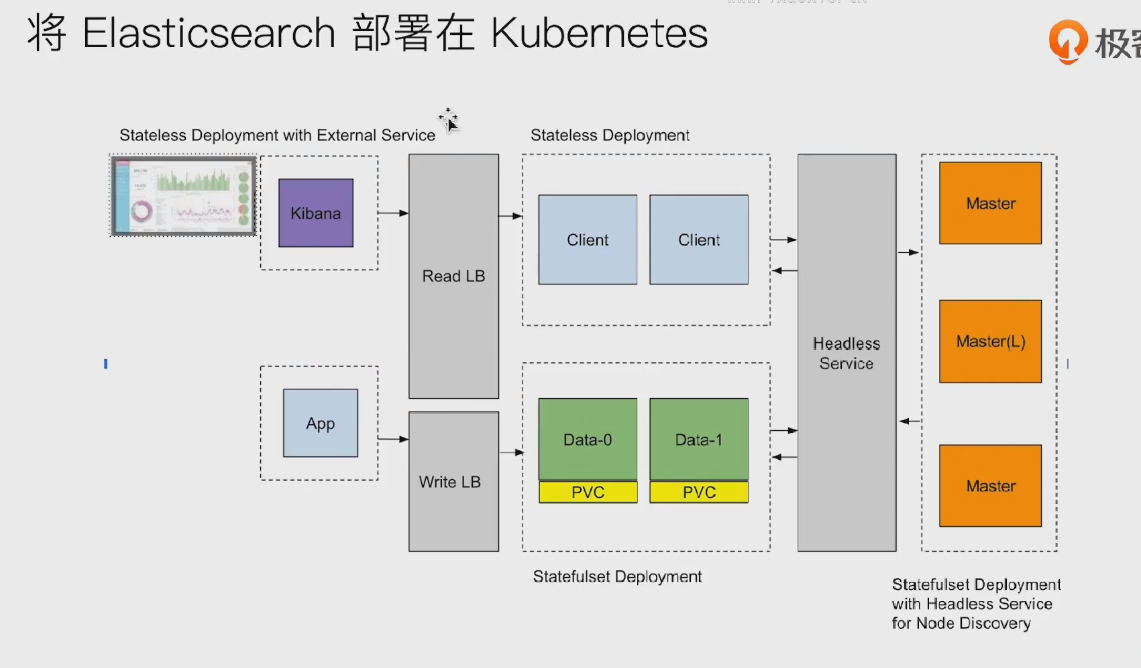 将 Elasticsearch 部署在 Kubernetes
极客
Stateless Deployment with External Service
Stateless Deployment
Kibana
Read LB
Client
Client
Headless
Service
Master
Master(L)
Master
App
Write LB
Data-0
Data-1
PVC
PVC
Statefulset Deployment
Statefulset Deployment
with Headless Service
for Node Discovery